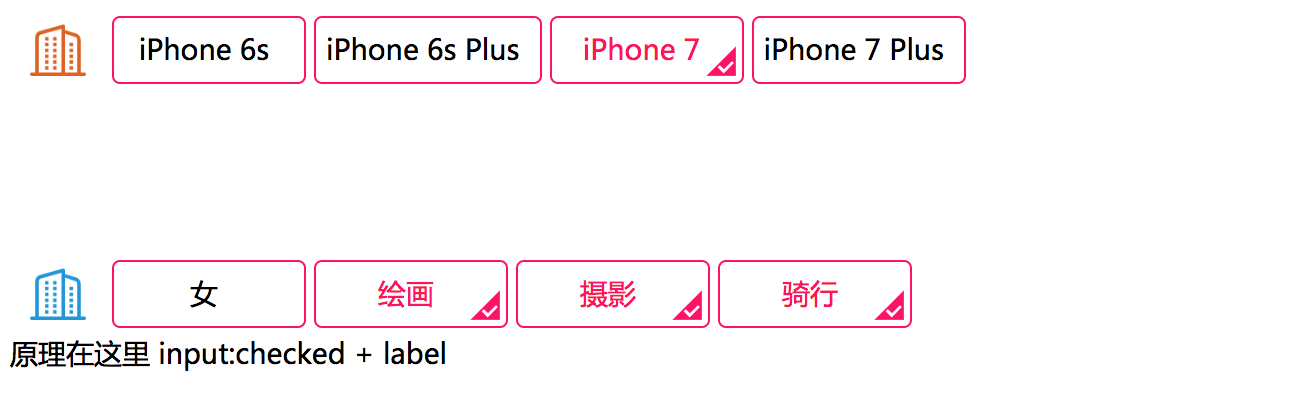 iPhone 6s iPhone 6s Plus iPhone 7 iPhone 7 Plus
女 绘画 摄影 骑行
原理在这里 input:checked + label